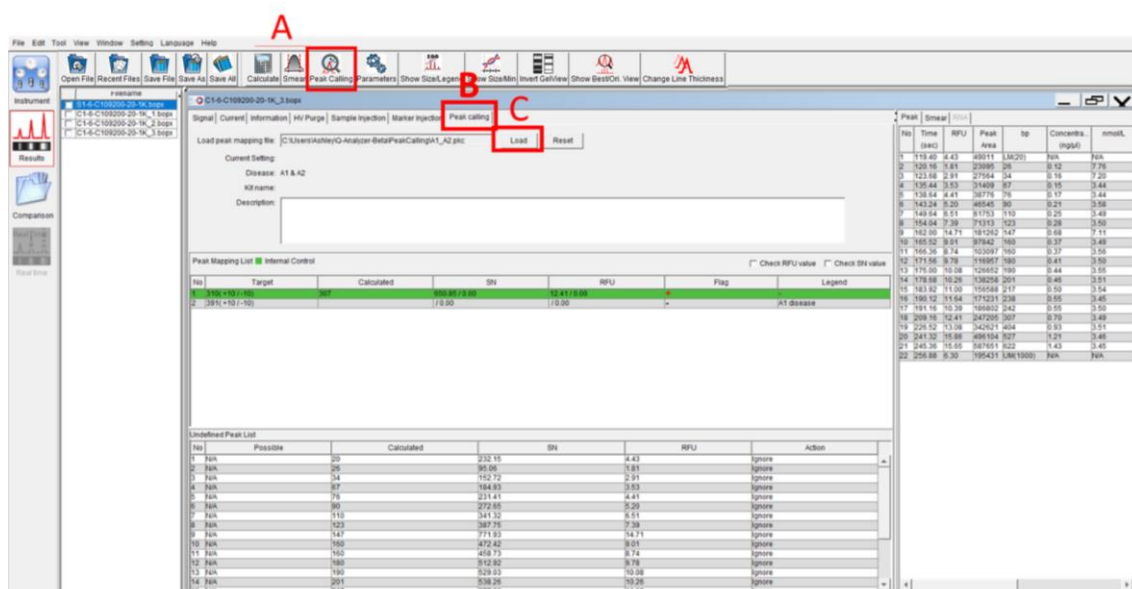 A
File Edit Tool View Window Setting Language Help
Open File Recent Files Save File Save As Save All Calculate Smear Peak Calling Parameters Show Size/Legend Show Size/Min Invert GelView Show Best/Ori. View Change Line Thickness
B
C
Instrument
Results
Comparison
Real time
Filename
S1-6-C109200-20-1K.bopx
C1-6-C109200-20-1K_1.bopx
C1-6-C109200-20-1K_2.bopx
C1-6-C109200-20-1K_3.bopx
C1-6-C109200-20-1K_3.bopx
Signal Current Information HV Purge Sample Injection Marker Injection Peak calling
Load peak mapping file: C:\Users\Ashley\Q-Analyzer-Beta\PeakCalling\A1_A2.pkc Load Reset
Current Setting:
Disease: A1 & A2
Kit name:
Description:
Peak Mapping List Internal Control Check RFU value Check SN value
No Target Calculated SN RFU Flag Legend
1 310(+10/-10) 307 650.85 / 0.00 12.41 / 0.00 + -
2 391(+10/-10) / 0.00 / 0.00 - A1 disease
Undefined Peak List
No Possible Calculated SN RFU Action
1 N/A 20 232.15 4.43 Ignore
2 N/A 26 95.06 1.81 Ignore
3 N/A 34 152.72 2.91 Ignore
4 N/A 67 184.93 3.53 Ignore
5 N/A 76 231.41 4.41 Ignore
6 N/A 90 272.65 5.20 Ignore
7 N/A 110 341.32 6.51 Ignore
8 N/A 123 387.75 7.39 Ignore
9 N/A 147 771.93 14.71 Ignore
10 N/A 160 472.42 9.01 Ignore
11 N/A 160 458.73 8.74 Ignore
12 N/A 180 512.92 9.78 Ignore
13 N/A 190 529.03 10.08 Ignore
14 N/A 201 538.26 10.26 Ignore
Peak Smear RNA
No Time (sec) RFU Peak Area bp Concentra... (ng/µl) nmol/L
1 119.40 4.43 49011 LM(20) N/A N/A
2 120.16 1.81 23095 26 0.12 7.76
3 123.68 2.91 27564 34 0.16 7.20
4 135.44 3.53 31409 67 0.15 3.44
5 138.64 4.41 38776 76 0.17 3.44
6 143.24 5.20 46545 90 0.21 3.58
7 149.64 6.51 61753 110 0.25 3.49
8 154.04 7.39 71313 123 0.28 3.50
9 162.00 14.71 181262 147 0.68 7.11
10 165.52 9.01 97842 160 0.37 3.49
11 166.36 8.74 103097 160 0.37 3.56
12 171.56 9.78 116957 180 0.41 3.50
13 175.00 10.08 126652 190 0.44 3.55
14 178.68 10.26 138258 201 0.46 3.51
15 183.92 11.00 156588 217 0.50 3.54
16 190.12 11.64 171231 238 0.55 3.45
17 191.16 10.39 186802 242 0.55 3.50
18 209.16 12.41 247205 307 0.70 3.49
19 226.52 13.08 342621 404 0.93 3.51
20 241.32 15.86 496104 527 1.21 3.46
21 245.36 15.65 587651 622 1.43 3.45
22 256.88 6.30 195431 UM(1000) N/A N/A